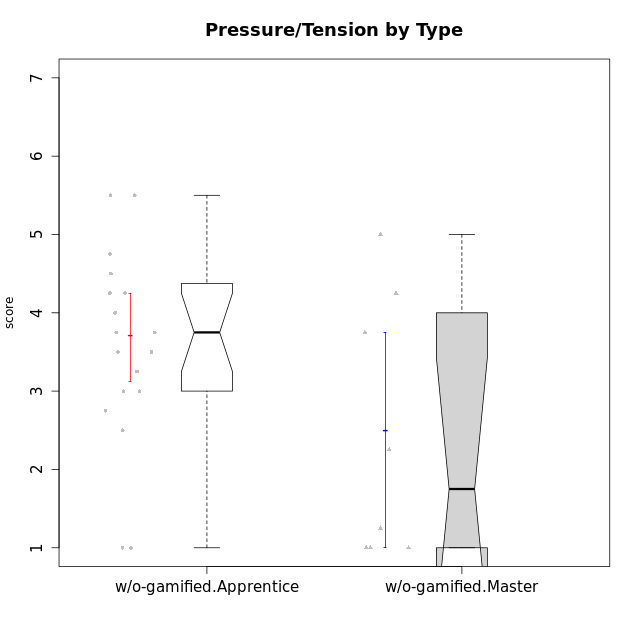 Pressure/Tension by Type
7
6
5
4
3
2
1
score
w/o-gamified.Apprentice
w/o-gamified.Master